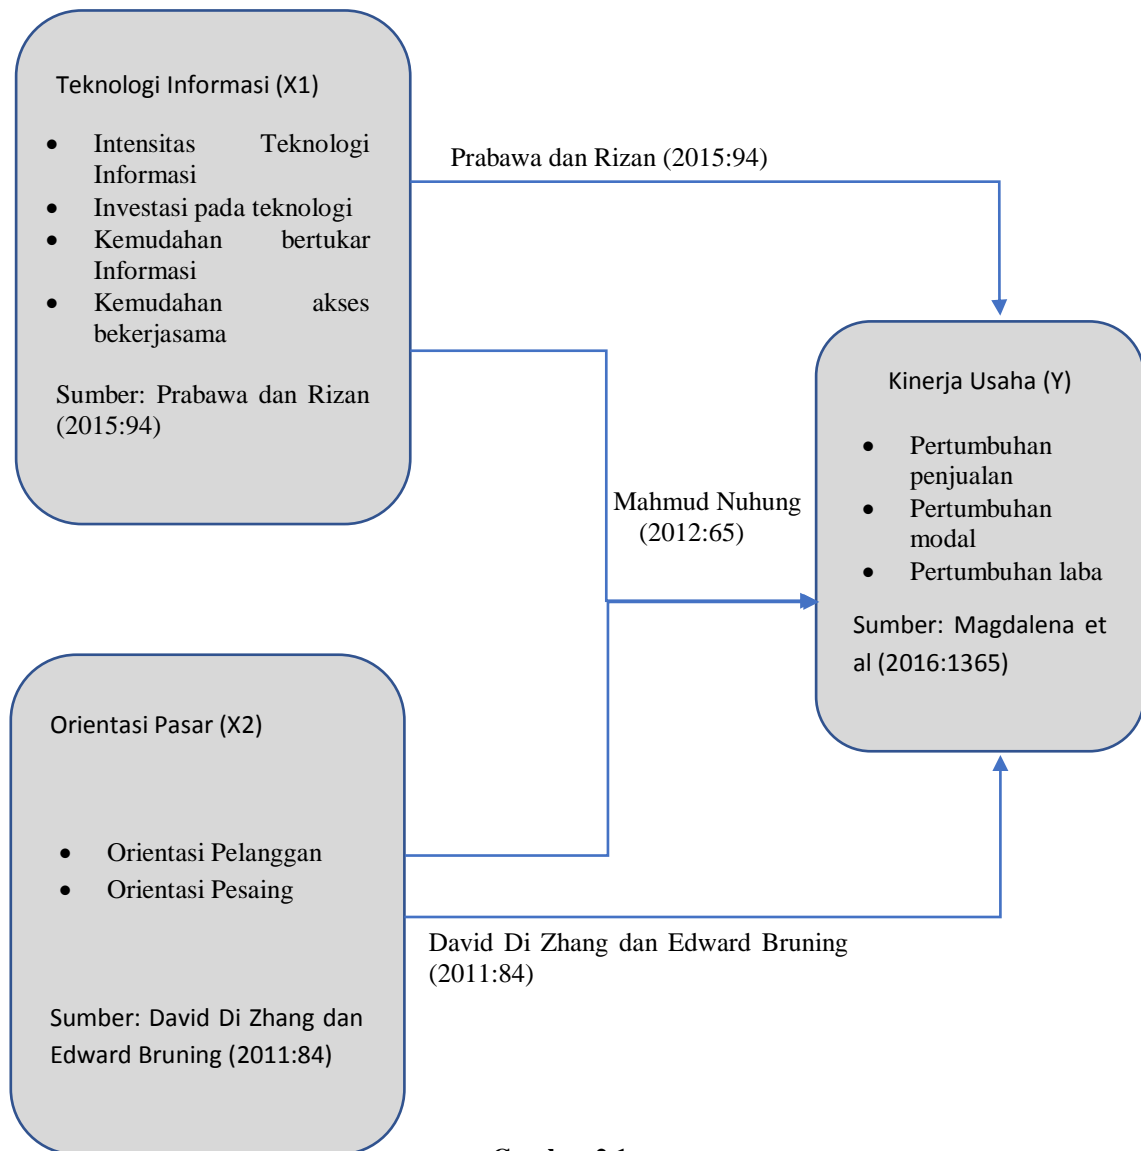 Teknologi Informasi (X1)
• Intensitas Teknologi
Informasi
• Investasi pada teknologi
• Kemudahan bertukar
Informasi
• Kemudahan akses
bekerjasama
Sumber: Prabawa dan Rizan
(2015:94)
Prabawa dan Rizan (2015:94)
Mahmud Nuhung
(2012:65)
Kinerja Usaha (Y)
• Pertumbuhan
penjualan
• Pertumbuhan
modal
• Pertumbuhan laba
Sumber: Magdalena et
al (2016:1365)
Orientasi Pasar (X2)
• Orientasi Pelanggan
• Orientasi Pesaing
Sumber: David Di Zhang dan
Edward Bruning (2011:84)
David Di Zhang dan Edward Bruning
(2011:84)